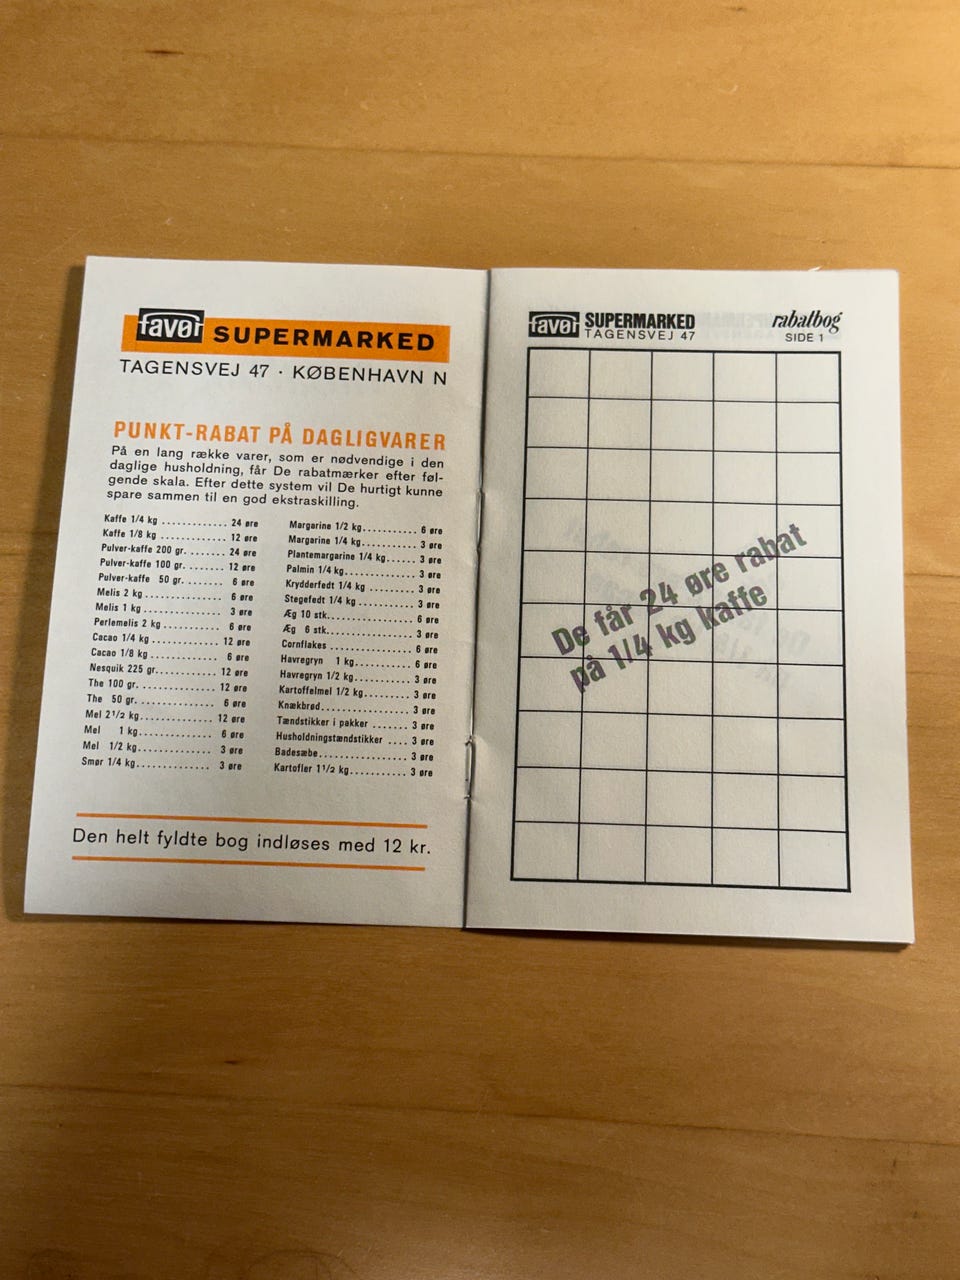 favør SUPERMARKED
TAGENSVEJ 47 · KØBENHAVN N
PUNKT-RABAT PÅ DAGLIGVARER
På en lang række varer, som er nødvendige i den
daglige husholdning, får De rabatmærker efter føl-
gende skala. Efter dette system vil De hurtigt kunne
spare sammen til en god ekstraskilling.
Kaffe 1/4 kg ............ 24 øre
Kaffe 1/8 kg ............ 12 øre
Pulver-kaffe 200 gr. ....... 24 øre
Pulver-kaffe 100 gr. ....... 12 øre
Pulver-kaffe 50 gr. ........ 6 øre
Melis 2 kg ............... 6 øre
Melis 1 kg ............... 3 øre
Perlemelis 2 kg ........... 6 øre
Cacao 1/4 kg ............ 12 øre
Cacao 1/8 kg ............. 6 øre
Nesquik 225 gr. .......... 12 øre
The 100 gr. ............. 12 øre
The 50 gr. .............. 6 øre
Mel 2 1/2 kg ............. 12 øre
Mel 1 kg ............... 6 øre
Mel 1/2 kg .............. 3 øre
Smør 1/4 kg ............. 3 øre
Margarine 1/2 kg .......... 6 øre
Margarine 1/4 kg .......... 3 øre
Plantemargarine 1/4 kg ...... 3 øre
Palmin 1/4 kg ............ 3 øre
Krydderfedt 1/4 kg ........ 3 øre
Stegefedt 1/4 kg .......... 3 øre
Æg 10 stk. .............. 6 øre
Æg 6 stk. ............... 3 øre
Cornflakes .............. 6 øre
Havregryn 1 kg ........... 6 øre
Havregryn 1/2 kg .......... 3 øre
Kartoffelmel 1/2 kg ........ 3 øre
Knækbrød ............... 3 øre
Tændstikker i pakker ....... 3 øre
Husholdningstændstikker .... 3 øre
Badesæbe ............... 3 øre
Kartofler 1 1/2 kg .......... 3 øre
Den helt fyldte bog indløses med 12 kr.
favør SUPERMARKED
TAGENSVEJ 47
rabatbog
SIDE 1
De får 24 øre rabat
på 1/4 kg kaffe